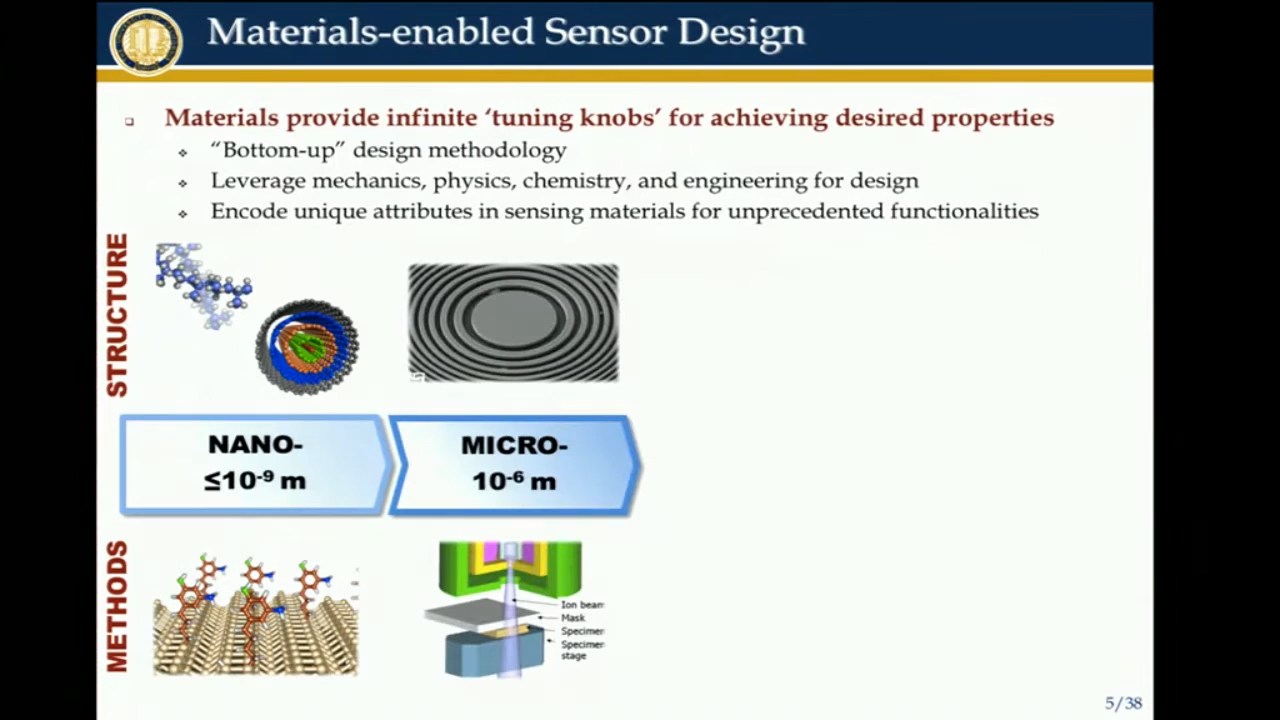 Materials-enabled Sensor Design
Materials provide infinite ‘tuning knobs’ for achieving desired properties
“Bottom-up” design methodology
Leverage mechanics, physics, chemistry, and engineering for design
Encode unique attributes in sensing materials for unprecedented functionalities
STRUCTURE
NANO-
≤10⁻⁹ m
MICRO-
10⁻⁶ m
METHODS
Ion beam
Mask
Specimen
Specimen
stage
5/38